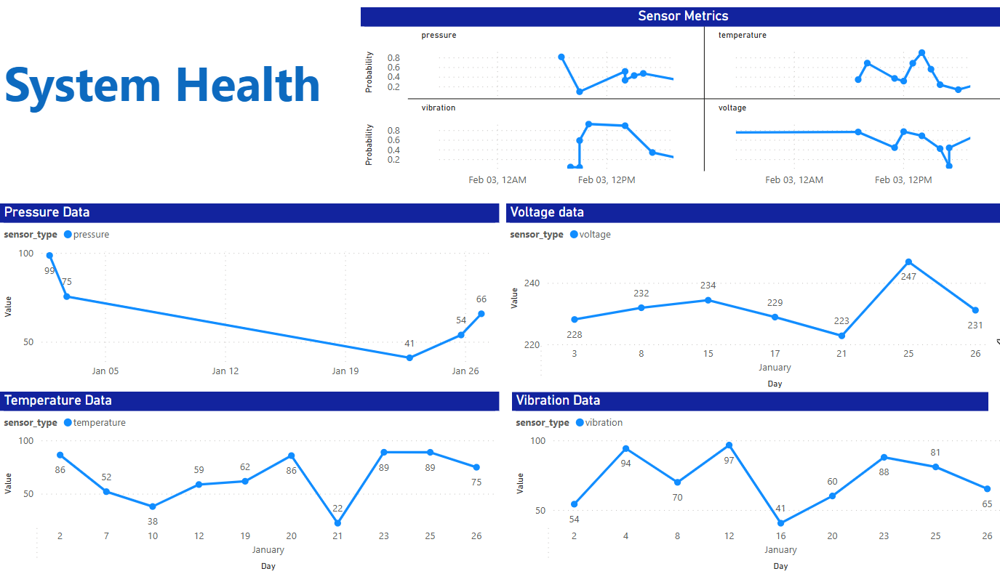 System Health
Sensor Metrics
pressure
temperature
Probability
0.8
0.6
0.4
0.2
vibration
voltage
Probability
0.8
0.6
0.4
0.2
Feb 03, 12AM
Feb 03, 12PM
Feb 03, 12AM
Feb 03, 12PM
Pressure Data
sensor_type pressure
Value
100
50
99
75
41
54
66
Jan 05
Jan 12
Jan 19
Jan 26
Voltage data
sensor_type voltage
Value
240
220
228
232
234
229
223
247
231
3 8 15 17 21 25 26
January
Day
Temperature Data
sensor_type temperature
Value
100
50
86
52
38
59
62
86
22
89
89
75
2 7 10 12 19 20 21 23 25 26
January
Day
Vibration Data
sensor_type vibration
Value
100
50
54
94
70
97
41
60
88
81
65
2 4 8 12 16 20 23 25 26
January
Day